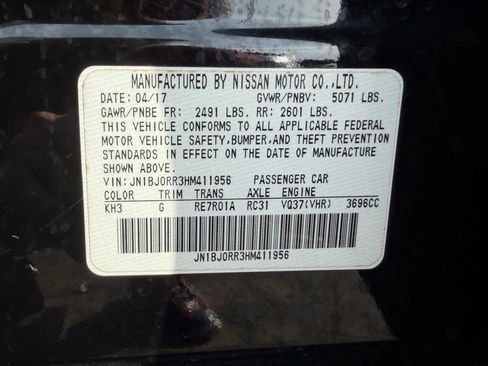 MANUFACTURED BY NISSAN MOTOR CO., LTD.
DATE: 04/17 GVWR/PNBV: 5071 LBS.
GAWR/PNBE FR: 2491 LBS. RR: 2601 LBS.
THIS VEHICLE CONFORMS TO ALL APPLICABLE FEDERAL
MOTOR VEHICLE SAFETY, BUMPER, AND THEFT PREVENTION
STANDARDS IN EFFECT ON THE DATE OF MANUFACTURE
SHOWN ABOVE.
VIN: JN1BJ0RR3HM411956 PASSENGER CAR
COLOR TRIM TRANS AXLE ENGINE
KH3 G RE7R01A RC31 VQ37(VHR) 3696CC
JN1BJ0RR3HM411956